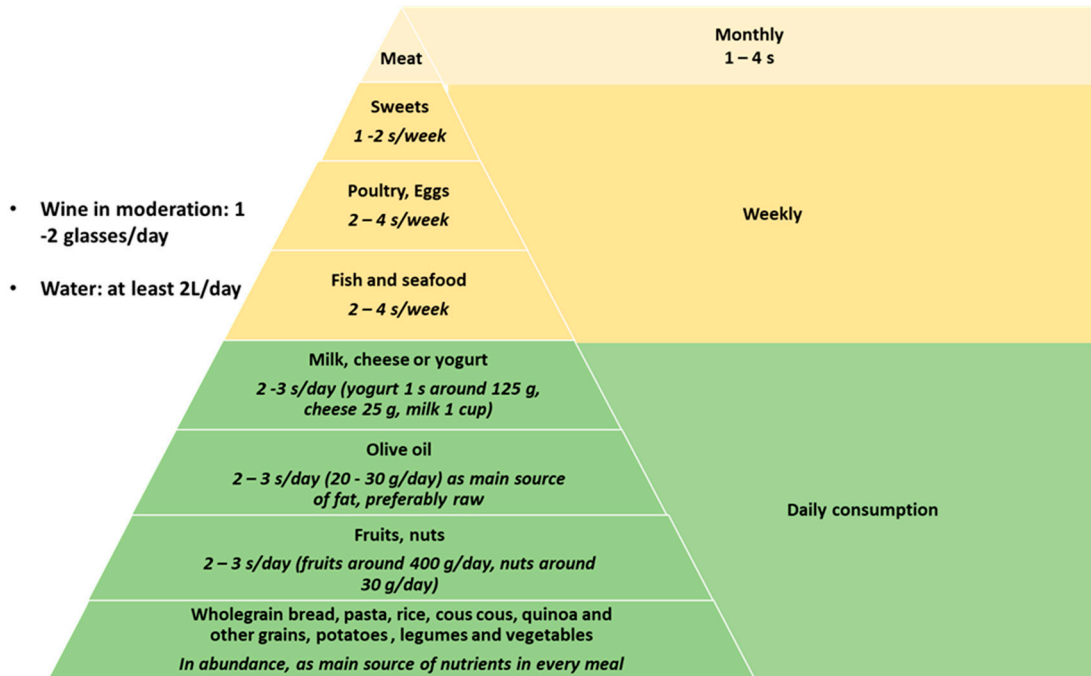 Meat
Monthly
1 – 4 s
Sweets
1 -2 s/week
Poultry, Eggs
2 – 4 s/week
Fish and seafood
2 – 4 s/week
Weekly
• Wine in moderation: 1
-2 glasses/day
• Water: at least 2L/day
Milk, cheese or yogurt
2 -3 s/day (yogurt 1 s around 125 g,
cheese 25 g, milk 1 cup)
Olive oil
2 – 3 s/day (20 - 30 g/day) as main source
of fat, preferably raw
Fruits, nuts
2 – 3 s/day (fruits around 400 g/day, nuts around
30 g/day)
Wholegrain bread, pasta, rice, cous cous, quinoa and
other grains, potatoes , legumes and vegetables
In abundance, as main source of nutrients in every meal
Daily consumption